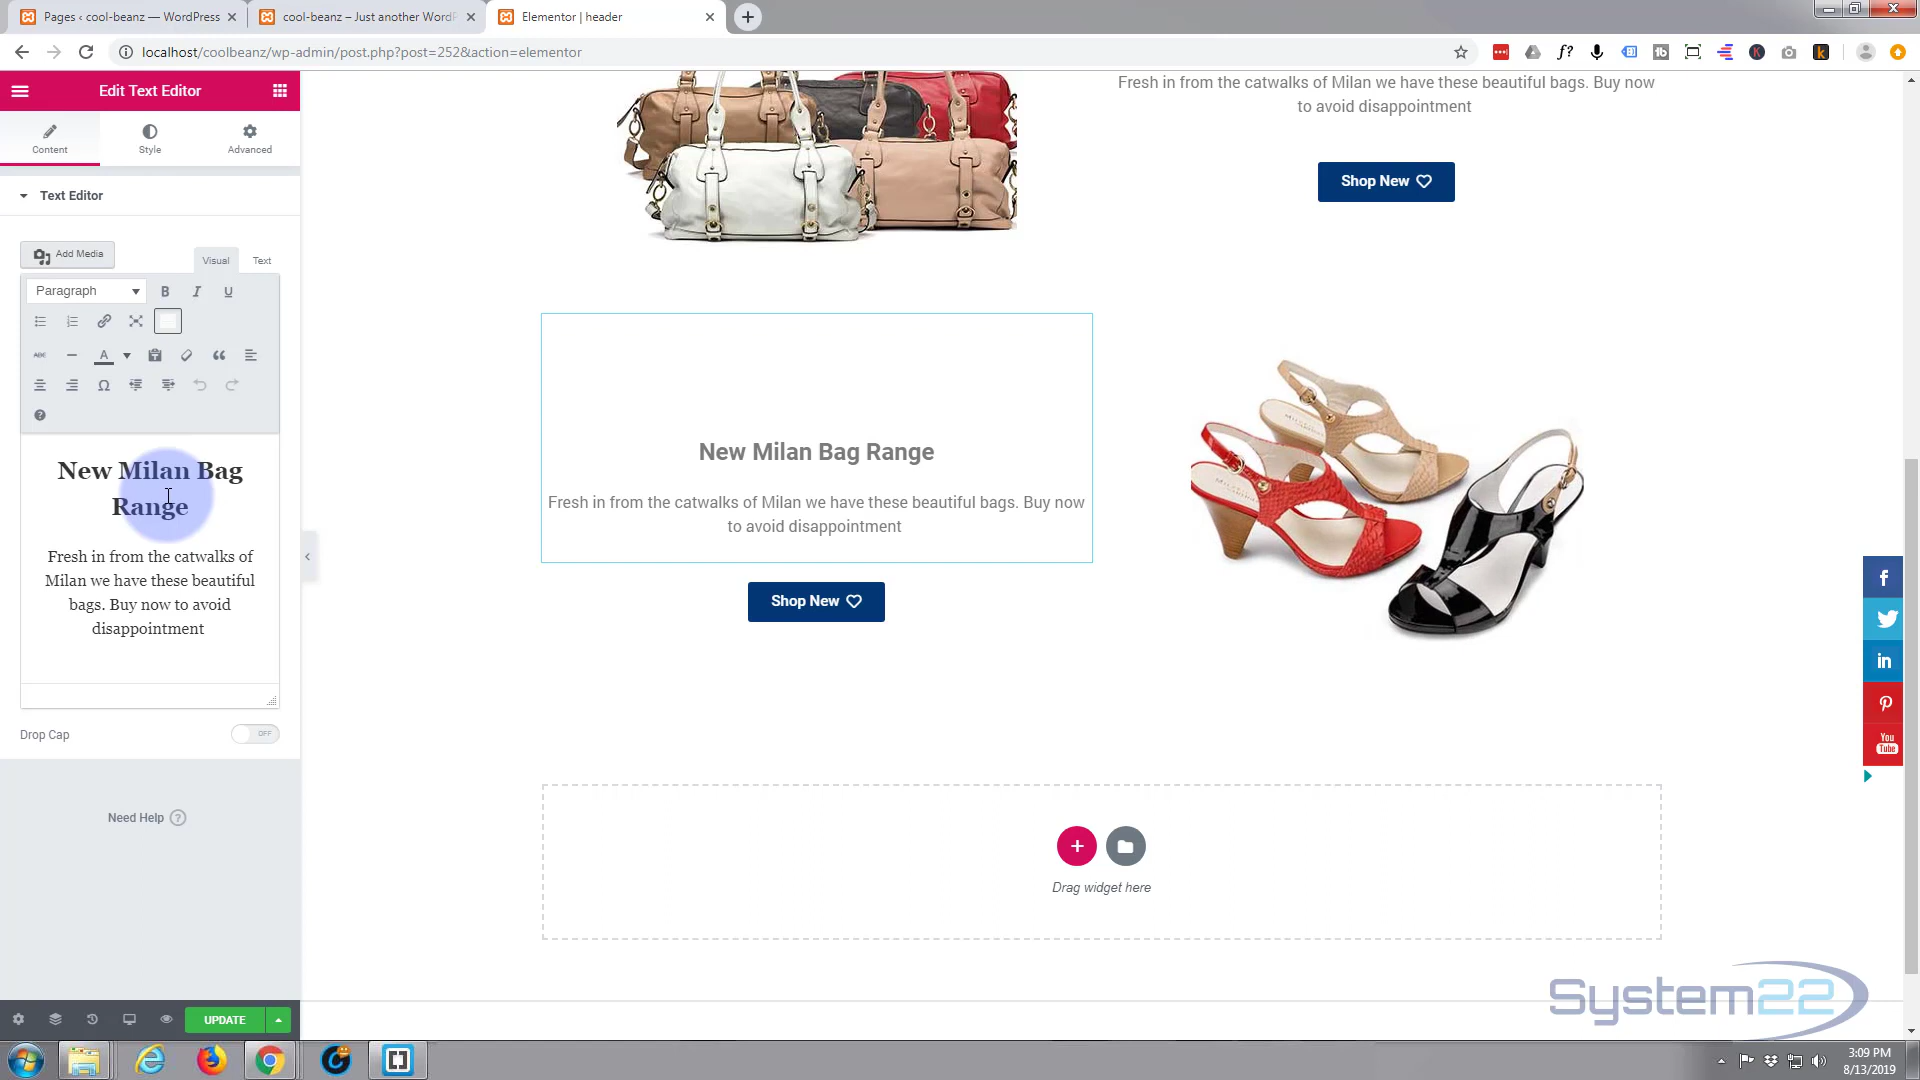 Pages ‹ cool-beanz — WordPress
cool-beanz – Just another WordP
Elementor | header
localhost/coolbeanz/wp-admin/post.php?post=252&action=elementor
Edit Text Editor
Content
Style
Advanced
Text Editor
Add Media
Visual
Text
Paragraph
B I U
ABC
A
New Milan Bag
Range
Fresh in from the catwalks of
Milan we have these beautiful
bags. Buy now to avoid
disappointment
Drop Cap
OFF
Need Help ?
UPDATE
Fresh in from the catwalks of Milan we have these beautiful bags. Buy now
to avoid disappointment
Shop New
New Milan Bag Range
Fresh in from the catwalks of Milan we have these beautiful bags. Buy now
to avoid disappointment
Shop New
You
Tube
Drag widget here
System22
3:09 PM
8/13/2019